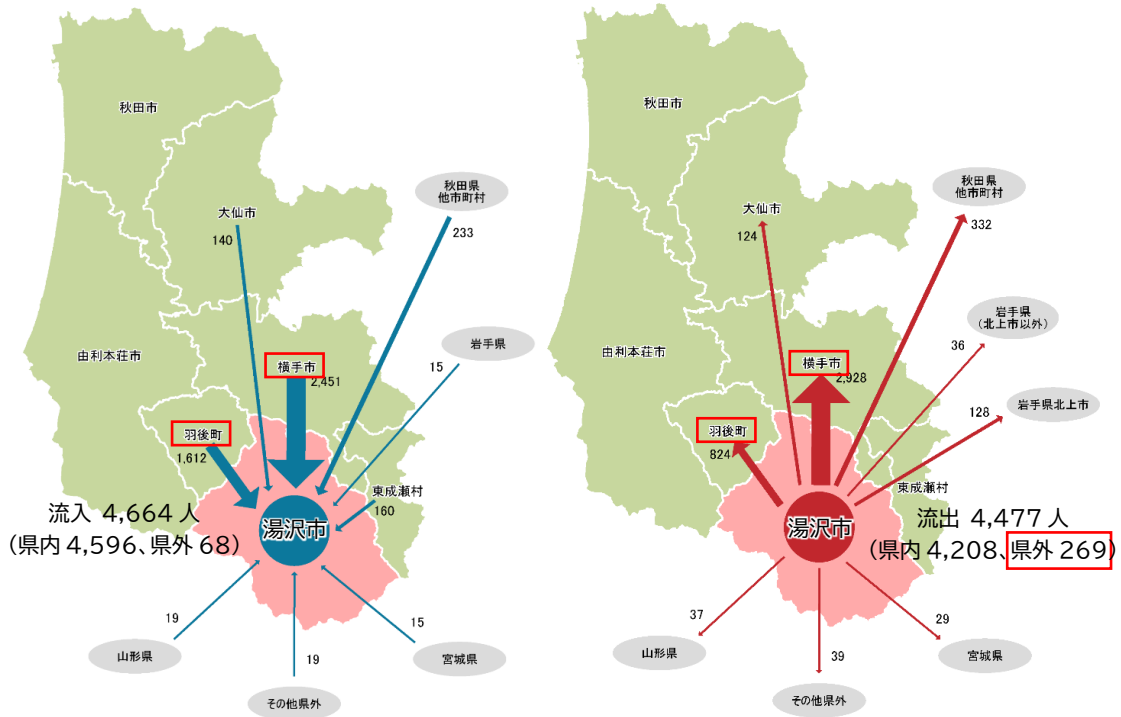 秋田市
秋田県
他市町村
大仙市
140
233
由利本荘市
岩手県
15
横手市
2,451
羽後町
1,612
東成瀬村
160
流入 4,664 人
(県内 4,596、県外 68)
湯沢市
19
15
山形県
19
宮城県
その他県外
秋田市
秋田県
他市町村
大仙市
124
332
岩手県
(北上市以外)
由利本荘市
36
横手市
2,928
128
岩手県北上市
羽後町
824
東成瀬村
湯沢市
流出 4,477 人
(県内 4,208、県外 269)
37
29
山形県
39
宮城県
その他県外